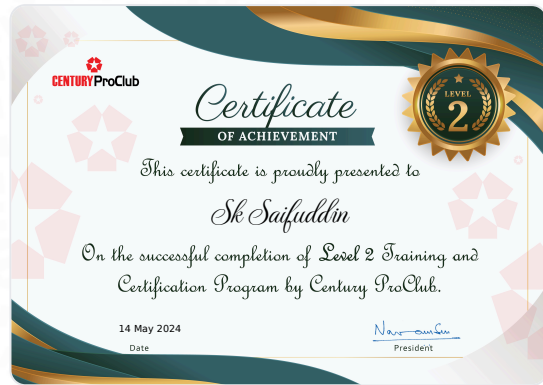 CENTURY ProClub
LEVEL
2
Certificate
OF ACHIEVEMENT
This certificate is proudly presented to
Sk Saifuddin
On the successful completion of Level 2 Training and
Certification Program by Century ProClub.
14 May 2024
Date
President